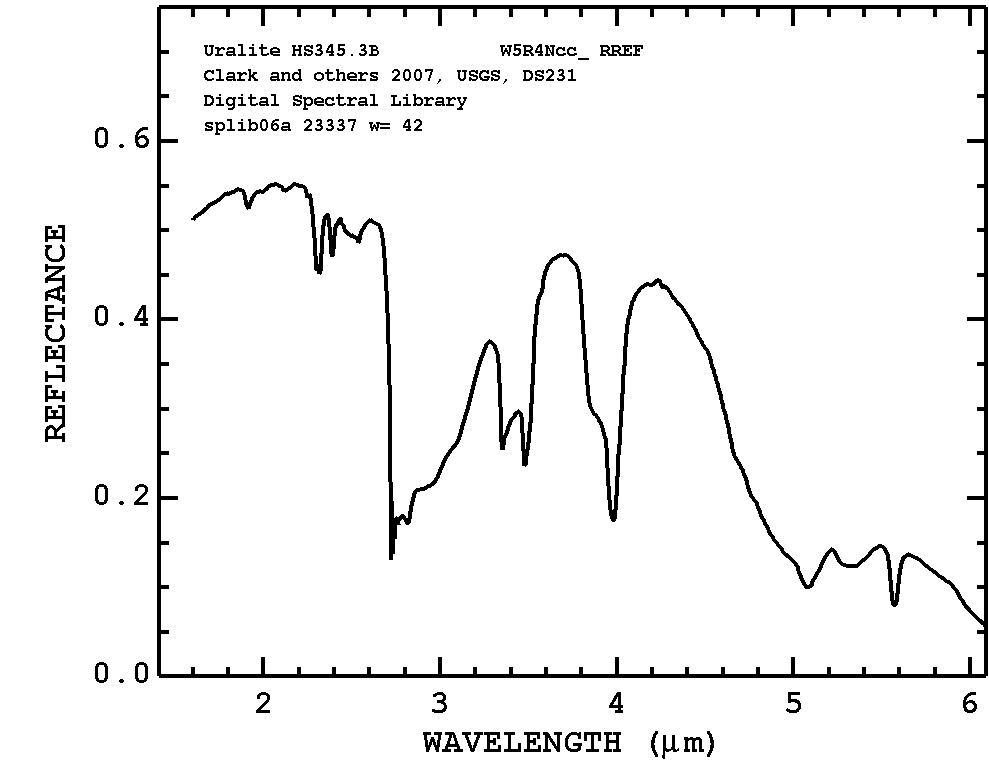 Uralite HS345.3B W5R4Ncc_ RREF
Clark and others 2007, USGS, DS231
Digital Spectral Library
splib06a 23337 w= 42
0.6
0.4
0.2
0.0
REFLECTANCE
2 3 4 5 6
WAVELENGTH (μm)